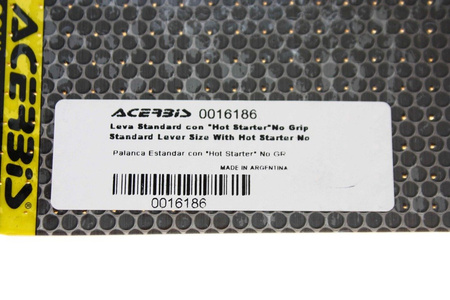 ACERBIS
ACERBIS 0016186
Leva Standard con "Hot Starter"No Grip
Standard Lever Size With Hot Starter No
Palanca Estandar con "Hot Starter" No GR
MADE IN ARGENTINA
0016186
ACERBIS®